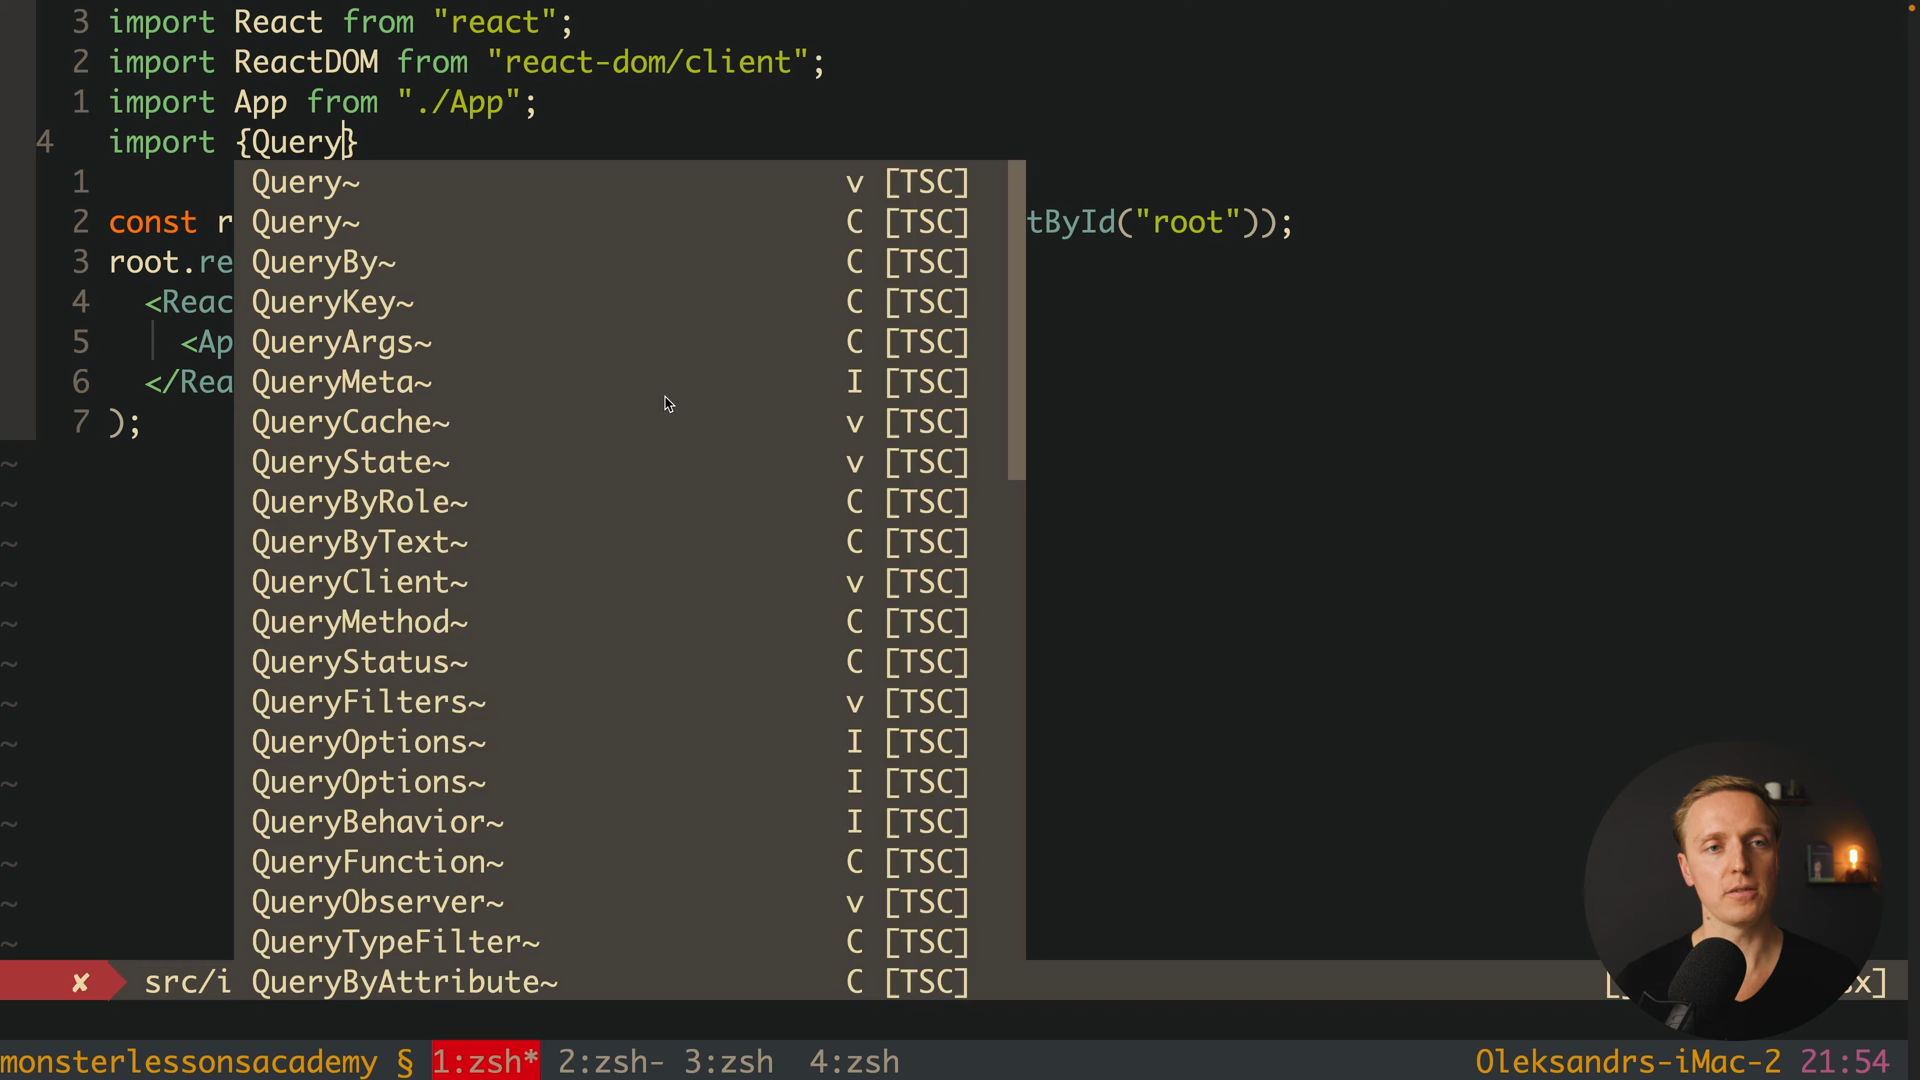 3 import React from "react";
2 import ReactDOM from "react-dom/client";
1 import App from "./App";
4 import {Query}
1 Query~ v [TSC]
2 const r Query~ C [TSC] tById("root"));
3 root.re QueryBy~ C [TSC]
4 <Reac QueryKey~ C [TSC]
5 <Ap QueryArgs~ C [TSC]
6 </Rea QueryMeta~ I [TSC]
7 ); QueryCache~ v [TSC]
~ QueryState~ v [TSC]
~ QueryByRole~ C [TSC]
~ QueryByText~ C [TSC]
~ QueryClient~ v [TSC]
~ QueryMethod~ C [TSC]
~ QueryStatus~ C [TSC]
~ QueryFilters~ v [TSC]
~ QueryOptions~ I [TSC]
~ QueryOptions~ I [TSC]
~ QueryBehavior~ I [TSC]
~ QueryFunction~ C [TSC]
~ QueryObserver~ v [TSC]
~ QueryTypeFilter~ C [TSC]
✘ src/i QueryByAttribute~ C [TSC] x]
monsterlessonsacademy § 1:zsh* 2:zsh- 3:zsh 4:zsh Oleksandrs-iMac-2 21:54